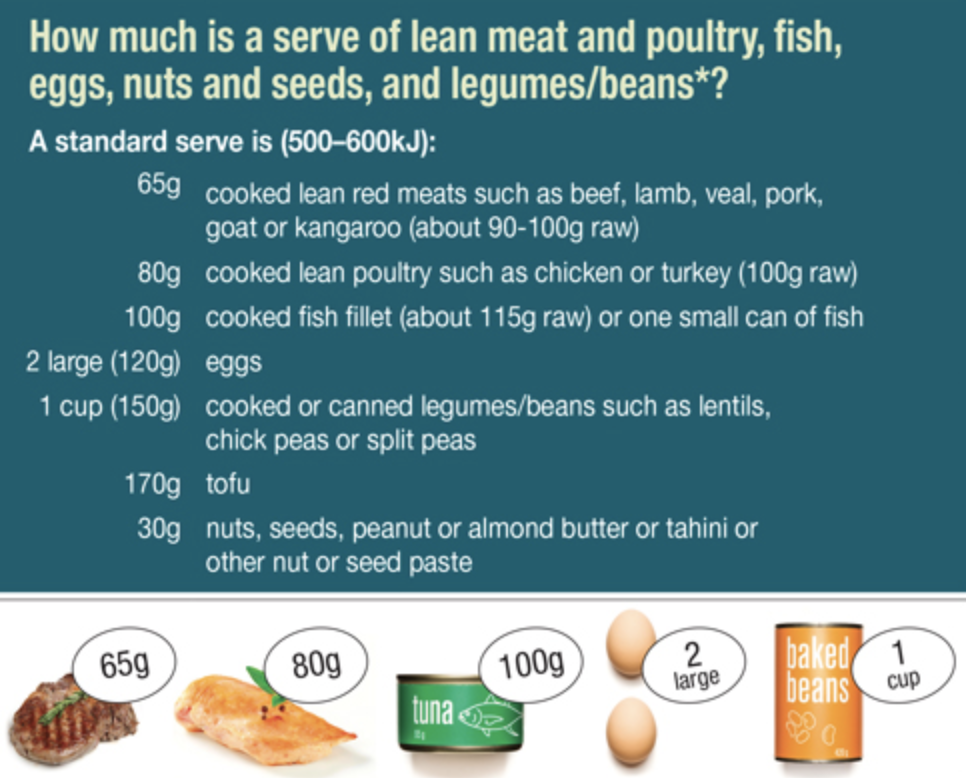 How much is a serve of lean meat and poultry, fish,
eggs, nuts and seeds, and legumes/beans*?
A standard serve is (500–600kJ):
65g cooked lean red meats such as beef, lamb, veal, pork,
goat or kangaroo (about 90-100g raw)
80g cooked lean poultry such as chicken or turkey (100g raw)
100g cooked fish fillet (about 115g raw) or one small can of fish
2 large (120g) eggs
1 cup (150g) cooked or canned legumes/beans such as lentils,
chick peas or split peas
170g tofu
30g nuts, seeds, peanut or almond butter or tahini or
other nut or seed paste
65g
80g
100g
tuna
2
large
baked
beans
1
cup